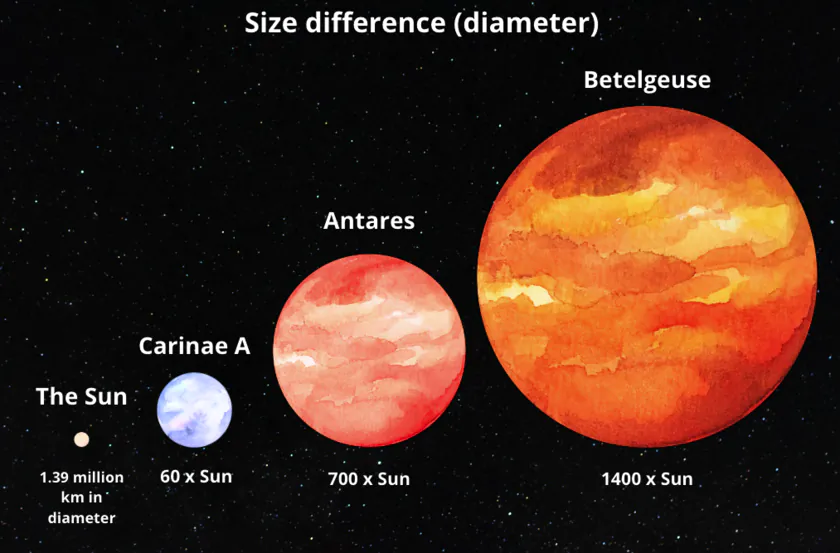 Size difference (diameter)
Betelgeuse
Antares
Carinae A
The Sun
1.39 million
km in
diameter
60 x Sun
700 x Sun
1400 x Sun